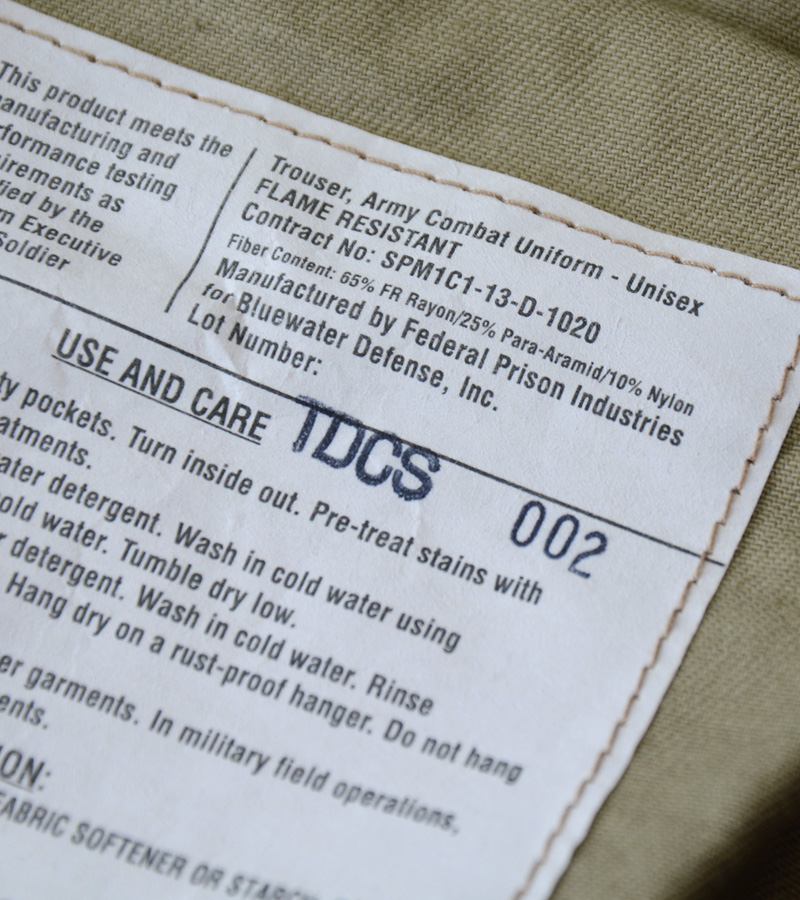 This product meets the
manufacturing and
formance testing
irements as
fied by the
m Executive
Soldier
Trouser, Army Combat Uniform - Unisex
FLAME RESISTANT
Contract No: SPM1C1-13-D-1020
Fiber Content: 65% FR Rayon/25% Para-Aramid/10% Nylon
Manufactured by Federal Prison Industries
for Bluewater Defense, Inc.
Lot Number:
TDCS 002
USE AND CARE
ty pockets. Turn inside out. Pre-treat stains with
atments.
ater detergent. Wash in cold water using
old water. Tumble dry low.
r detergent. Wash in cold water. Rinse
Hang dry on a rust-proof hanger. Do not hang
er garments. In military field operations,
ents.
ON:
FABRIC SOFTENER OR STARCH